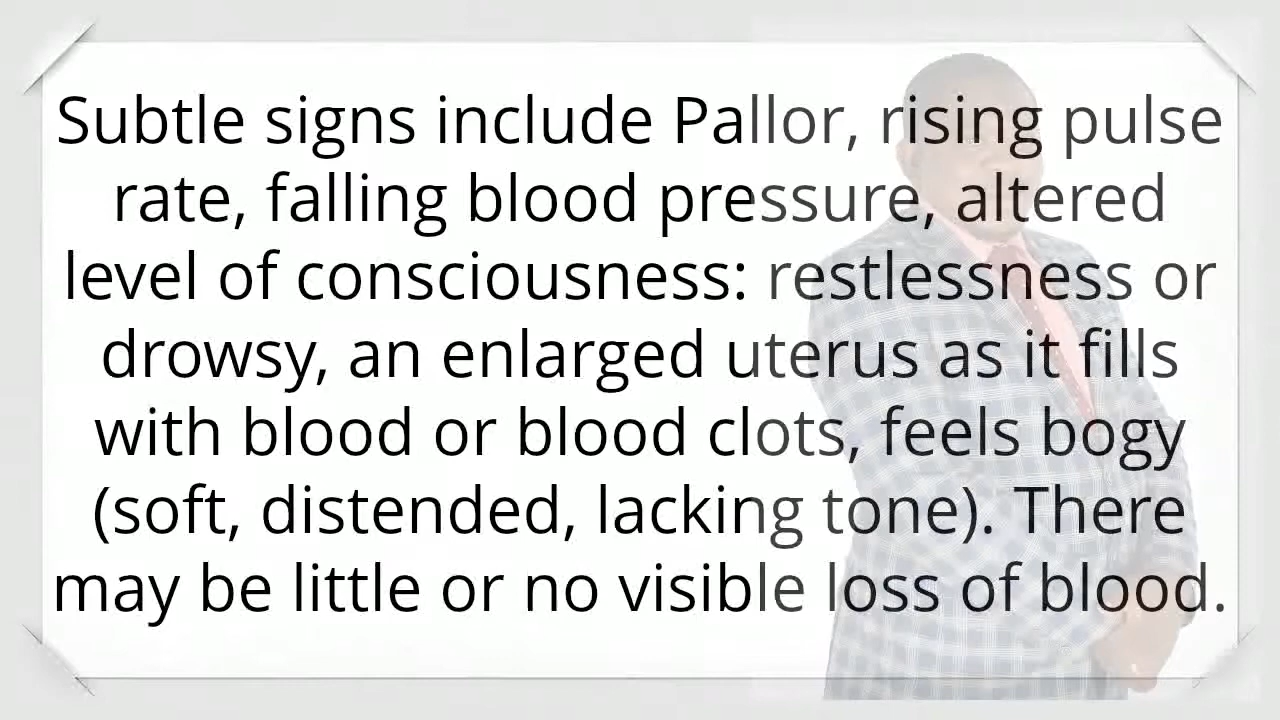 Subtle signs include Pallor, rising pulse
rate, falling blood pressure, altered
level of consciousness: restlessness or
drowsy, an enlarged uterus as it fills
with blood or blood clots, feels bogy
(soft, distended, lacking tone). There
may be little or no visible loss of blood.